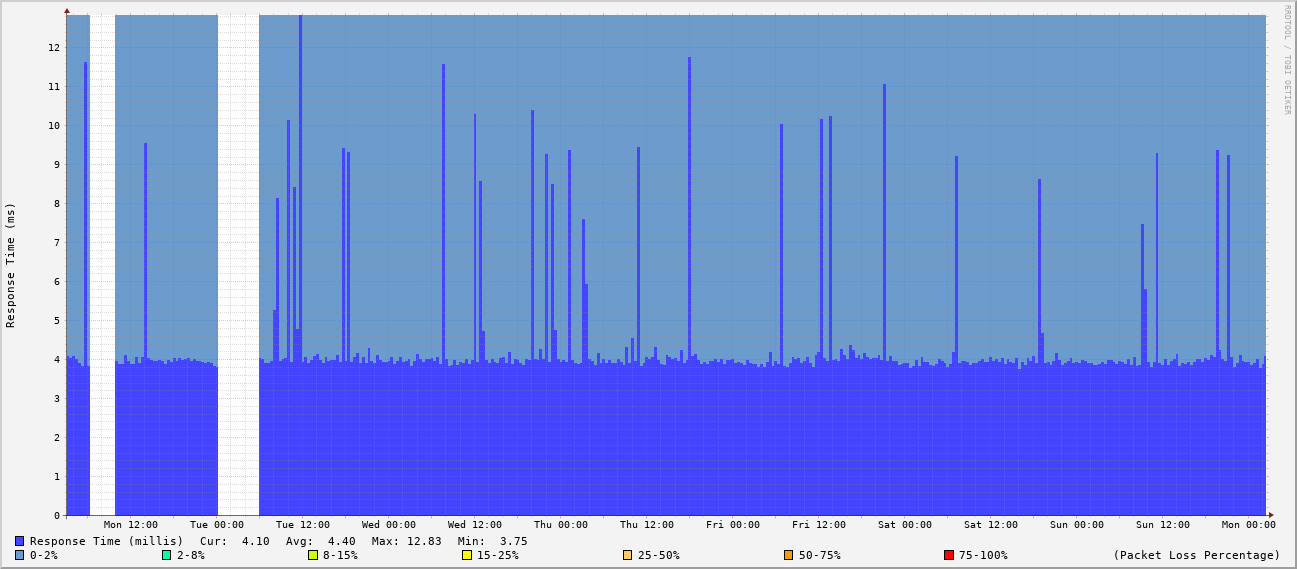 RRDTOOL / TOBI OETIKER
Response Time (ms)
12
11
10
9
8
7
6
5
4
3
2
1
0
Mon 12:00 Tue 00:00 Tue 12:00 Wed 00:00 Wed 12:00 Thu 00:00 Thu 12:00 Fri 00:00 Fri 12:00 Sat 00:00 Sat 12:00 Sun 00:00 Sun 12:00 Mon 00:00
Response Time (millis) Cur: 4.10 Avg: 4.40 Max: 12.83 Min: 3.75
0-2% 2-8% 8-15% 15-25% 25-50% 50-75% 75-100% (Packet Loss Percentage)